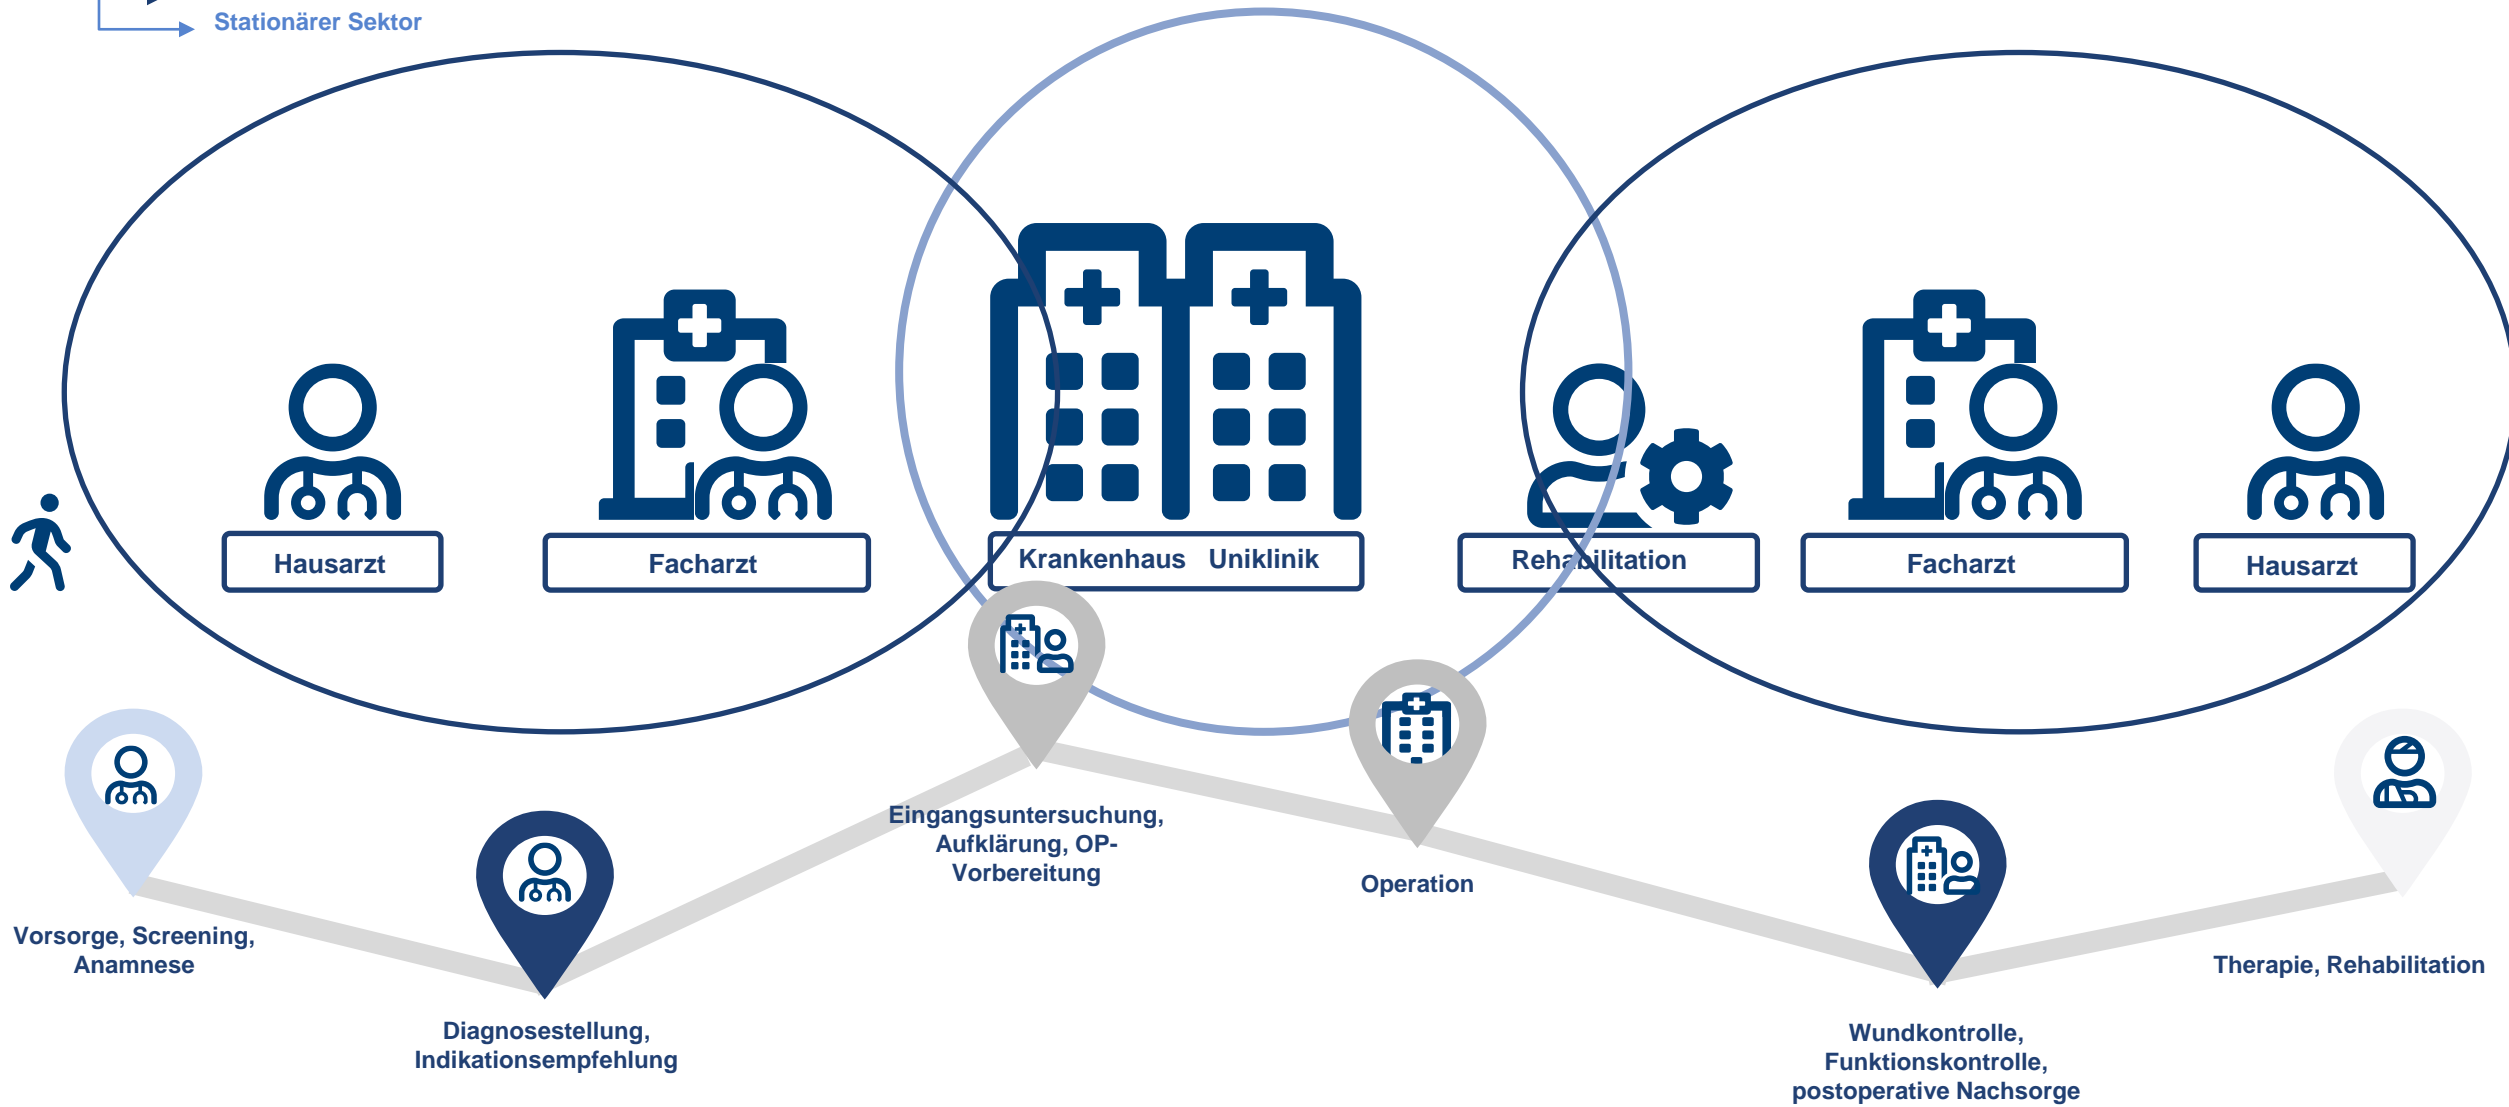 Stationärer Sektor
Hausarzt
Facharzt
Krankenhaus Uniklinik
Rehabilitation
Facharzt
Hausarzt
Vorsorge, Screening,
Anamnese
Diagnosestellung,
Indikationsempfehlung
Eingangsuntersuchung,
Aufklärung, OP-
Vorbereitung
Operation
Wundkontrolle,
Funktionskontrolle,
postoperative Nachsorge
Therapie, Rehabilitation